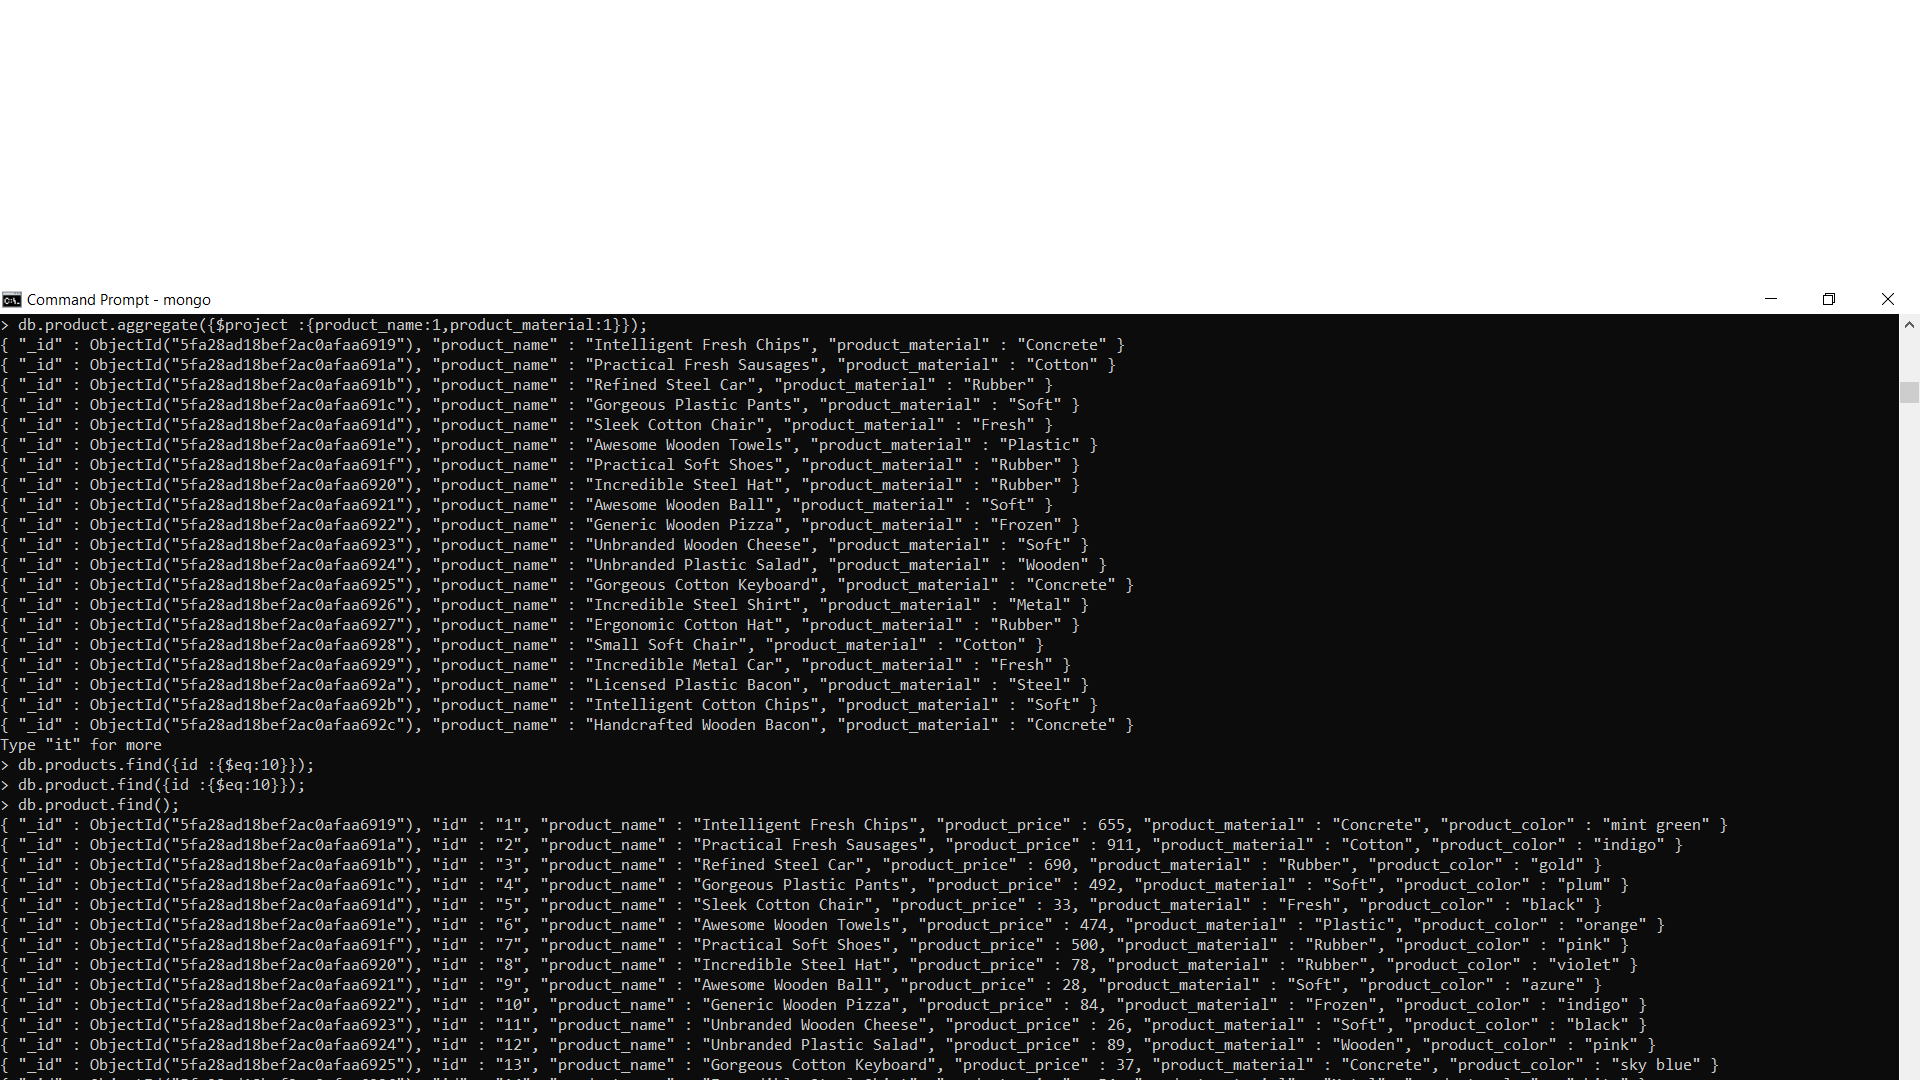 Command Prompt - mongo
> db.product.aggregate({$project :{product_name:1,product_material:1}});
{ "_id" : ObjectId("5fa28ad18bef2ac0afaa6919"), "product_name" : "Intelligent Fresh Chips", "product_material" : "Concrete" }
{ "_id" : ObjectId("5fa28ad18bef2ac0afaa691a"), "product_name" : "Practical Fresh Sausages", "product_material" : "Cotton" }
{ "_id" : ObjectId("5fa28ad18bef2ac0afaa691b"), "product_name" : "Refined Steel Car", "product_material" : "Rubber" }
{ "_id" : ObjectId("5fa28ad18bef2ac0afaa691c"), "product_name" : "Gorgeous Plastic Pants", "product_material" : "Soft" }
{ "_id" : ObjectId("5fa28ad18bef2ac0afaa691d"), "product_name" : "Sleek Cotton Chair", "product_material" : "Fresh" }
{ "_id" : ObjectId("5fa28ad18bef2ac0afaa691e"), "product_name" : "Awesome Wooden Towels", "product_material" : "Plastic" }
{ "_id" : ObjectId("5fa28ad18bef2ac0afaa691f"), "product_name" : "Practical Soft Shoes", "product_material" : "Rubber" }
{ "_id" : ObjectId("5fa28ad18bef2ac0afaa6920"), "product_name" : "Incredible Steel Hat", "product_material" : "Rubber" }
{ "_id" : ObjectId("5fa28ad18bef2ac0afaa6921"), "product_name" : "Awesome Wooden Ball", "product_material" : "Soft" }
{ "_id" : ObjectId("5fa28ad18bef2ac0afaa6922"), "product_name" : "Generic Wooden Pizza", "product_material" : "Frozen" }
{ "_id" : ObjectId("5fa28ad18bef2ac0afaa6923"), "product_name" : "Unbranded Wooden Cheese", "product_material" : "Soft" }
{ "_id" : ObjectId("5fa28ad18bef2ac0afaa6924"), "product_name" : "Unbranded Plastic Salad", "product_material" : "Wooden" }
{ "_id" : ObjectId("5fa28ad18bef2ac0afaa6925"), "product_name" : "Gorgeous Cotton Keyboard", "product_material" : "Concrete" }
{ "_id" : ObjectId("5fa28ad18bef2ac0afaa6926"), "product_name" : "Incredible Steel Shirt", "product_material" : "Metal" }
{ "_id" : ObjectId("5fa28ad18bef2ac0afaa6927"), "product_name" : "Ergonomic Cotton Hat", "product_material" : "Rubber" }
{ "_id" : ObjectId("5fa28ad18bef2ac0afaa6928"), "product_name" : "Small Soft Chair", "product_material" : "Cotton" }
{ "_id" : ObjectId("5fa28ad18bef2ac0afaa6929"), "product_name" : "Incredible Metal Car", "product_material" : "Fresh" }
{ "_id" : ObjectId("5fa28ad18bef2ac0afaa692a"), "product_name" : "Licensed Plastic Bacon", "product_material" : "Steel" }
{ "_id" : ObjectId("5fa28ad18bef2ac0afaa692b"), "product_name" : "Intelligent Cotton Chips", "product_material" : "Soft" }
{ "_id" : ObjectId("5fa28ad18bef2ac0afaa692c"), "product_name" : "Handcrafted Wooden Bacon", "product_material" : "Concrete" }
Type "it" for more
> db.products.find({id :{$eq:10}});
> db.product.find({id :{$eq:10}});
> db.product.find();
{ "_id" : ObjectId("5fa28ad18bef2ac0afaa6919"), "id" : "1", "product_name" : "Intelligent Fresh Chips", "product_price" : 655, "product_material" : "Concrete", "product_color" : "mint green" }
{ "_id" : ObjectId("5fa28ad18bef2ac0afaa691a"), "id" : "2", "product_name" : "Practical Fresh Sausages", "product_price" : 911, "product_material" : "Cotton", "product_color" : "indigo" }
{ "_id" : ObjectId("5fa28ad18bef2ac0afaa691b"), "id" : "3", "product_name" : "Refined Steel Car", "product_price" : 690, "product_material" : "Rubber", "product_color" : "gold" }
{ "_id" : ObjectId("5fa28ad18bef2ac0afaa691c"), "id" : "4", "product_name" : "Gorgeous Plastic Pants", "product_price" : 492, "product_material" : "Soft", "product_color" : "plum" }
{ "_id" : ObjectId("5fa28ad18bef2ac0afaa691d"), "id" : "5", "product_name" : "Sleek Cotton Chair", "product_price" : 33, "product_material" : "Fresh", "product_color" : "black" }
{ "_id" : ObjectId("5fa28ad18bef2ac0afaa691e"), "id" : "6", "product_name" : "Awesome Wooden Towels", "product_price" : 474, "product_material" : "Plastic", "product_color" : "orange" }
{ "_id" : ObjectId("5fa28ad18bef2ac0afaa691f"), "id" : "7", "product_name" : "Practical Soft Shoes", "product_price" : 500, "product_material" : "Rubber", "product_color" : "pink" }
{ "_id" : ObjectId("5fa28ad18bef2ac0afaa6920"), "id" : "8", "product_name" : "Incredible Steel Hat", "product_price" : 78, "product_material" : "Rubber", "product_color" : "violet" }
{ "_id" : ObjectId("5fa28ad18bef2ac0afaa6921"), "id" : "9", "product_name" : "Awesome Wooden Ball", "product_price" : 28, "product_material" : "Soft", "product_color" : "azure" }
{ "_id" : ObjectId("5fa28ad18bef2ac0afaa6922"), "id" : "10", "product_name" : "Generic Wooden Pizza", "product_price" : 84, "product_material" : "Frozen", "product_color" : "indigo" }
{ "_id" : ObjectId("5fa28ad18bef2ac0afaa6923"), "id" : "11", "product_name" : "Unbranded Wooden Cheese", "product_price" : 26, "product_material" : "Soft", "product_color" : "black" }
{ "_id" : ObjectId("5fa28ad18bef2ac0afaa6924"), "id" : "12", "product_name" : "Unbranded Plastic Salad", "product_price" : 89, "product_material" : "Wooden", "product_color" : "pink" }
{ "_id" : ObjectId("5fa28ad18bef2ac0afaa6925"), "id" : "13", "product_name" : "Gorgeous Cotton Keyboard", "product_price" : 37, "product_material" : "Concrete", "product_color" : "sky blue" }